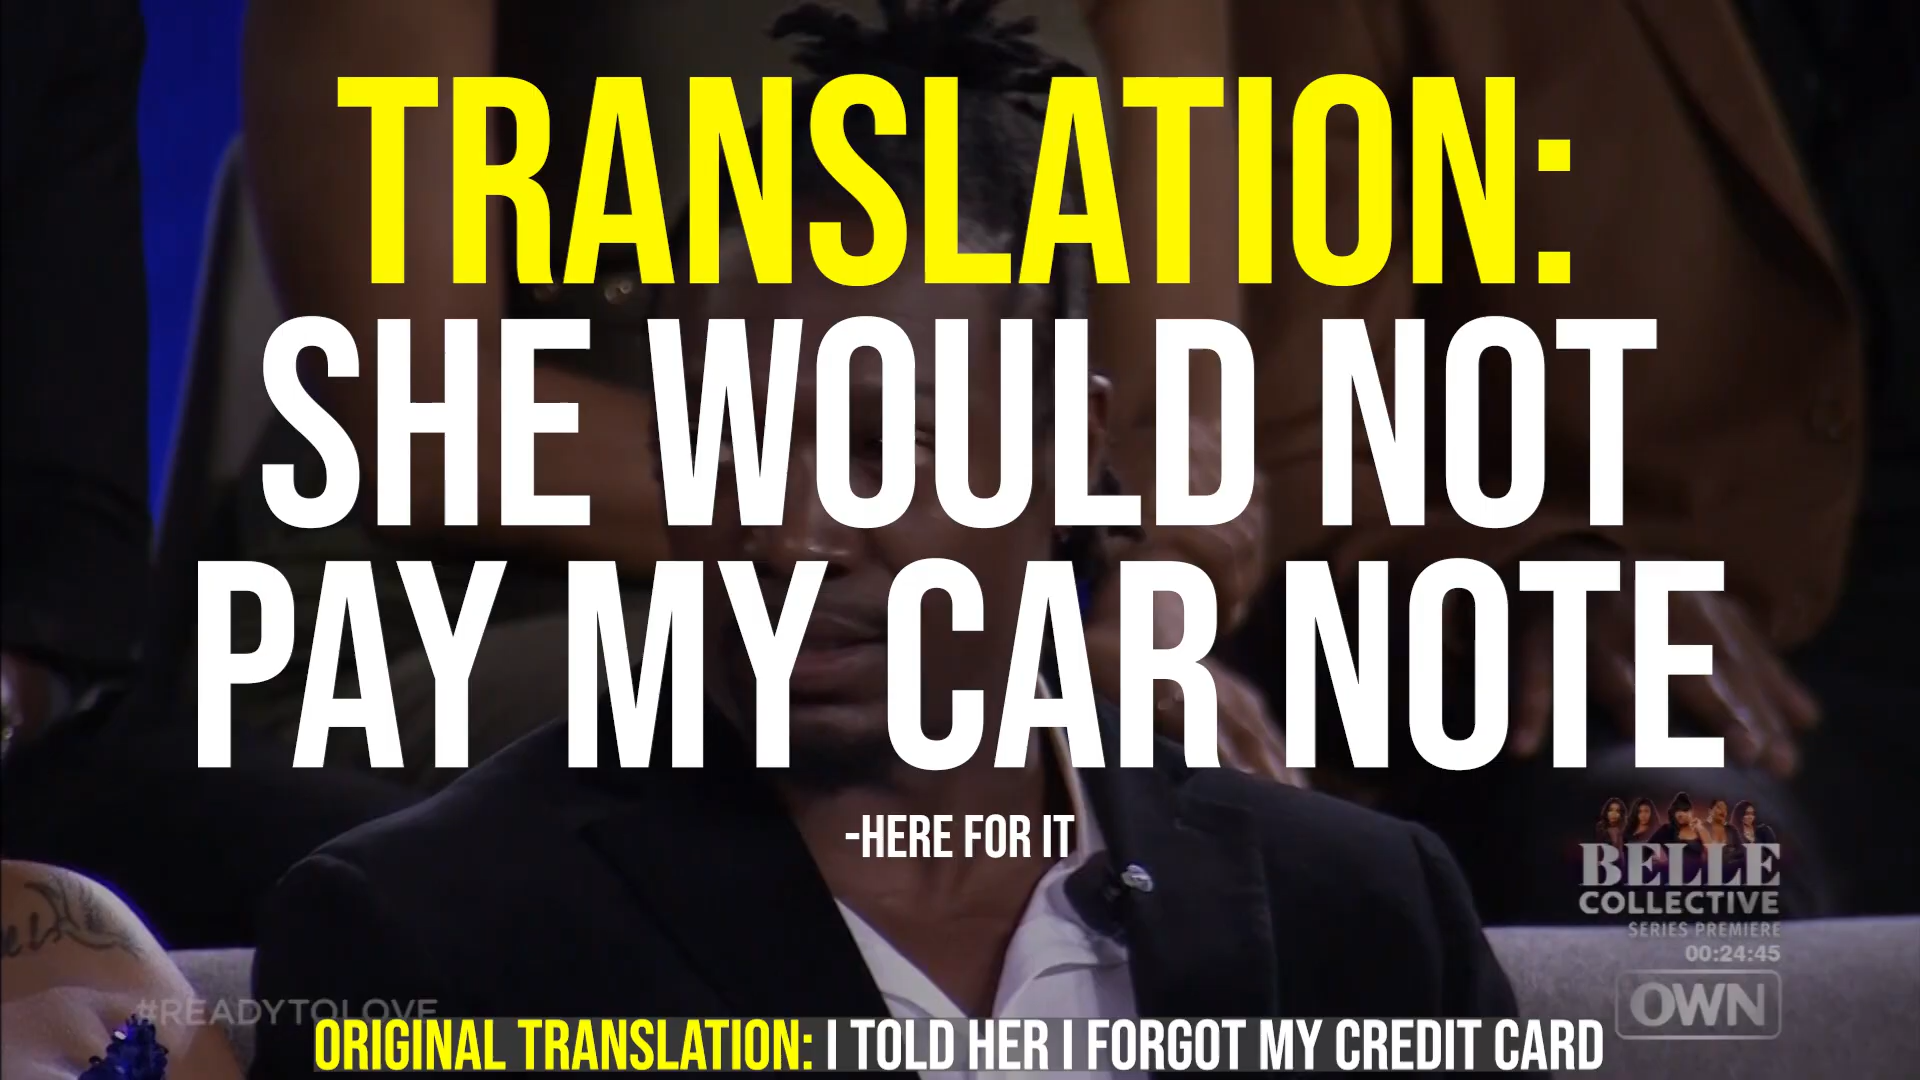 TRANSLATION:
SHE WOULD NOT
PAY MY CAR NOTE
-HERE FOR IT
BELLE
COLLECTIVE
SERIES PREMIERE
00:24:45
#READYTOLOVE
OWN
ORIGINAL TRANSLATION: I TOLD HER I FORGOT MY CREDIT CARD